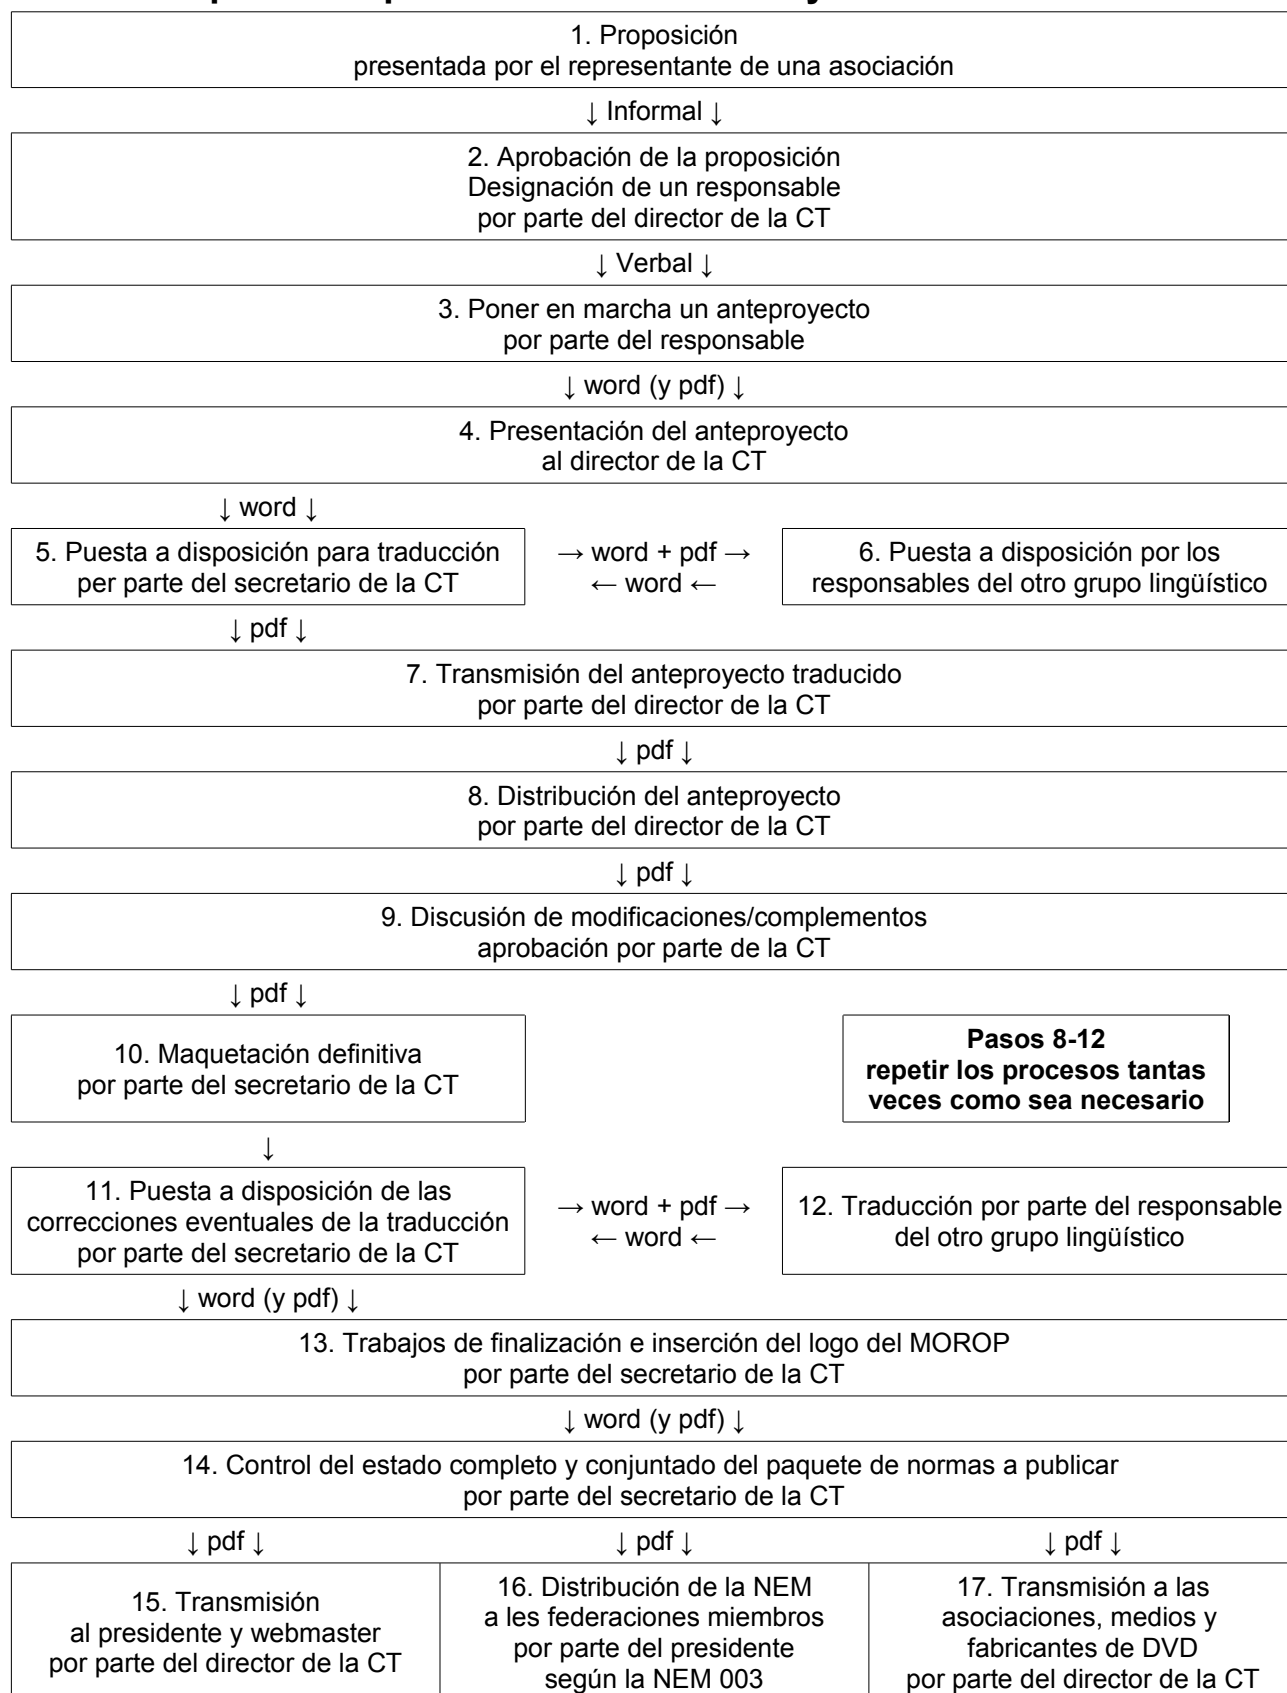 1. Proposición
presentada por el representante de una asociación
↓ Informal ↓
2. Aprobación de la proposición
Designación de un responsable
por parte del director de la CT
↓ Verbal ↓
3. Poner en marcha un anteproyecto
por parte del responsable
↓ word (y pdf) ↓
4. Presentación del anteproyecto
al director de la CT
↓ word ↓
5. Puesta a disposición para traducción
per parte del secretario de la CT
→ word + pdf →
← word ←
6. Puesta a disposición por los
responsables del otro grupo lingüístico
↓ pdf ↓
7. Transmisión del anteproyecto traducido
por parte del director de la CT
↓ pdf ↓
8. Distribución del anteproyecto
por parte del director de la CT
↓ pdf ↓
9. Discusión de modificaciones/complementos
aprobación por parte de la CT
↓ pdf ↓
10. Maquetación definitiva
por parte del secretario de la CT
Pasos 8-12
repetir los procesos tantas
veces como sea necesario
↓
11. Puesta a disposición de las
correcciones eventuales de la traducción
por parte del secretario de la CT
→ word + pdf →
← word ←
12. Traducción por parte del responsable
del otro grupo lingüístico
↓ word (y pdf) ↓
13. Trabajos de finalización e inserción del logo del MOROP
por parte del secretario de la CT
↓ word (y pdf) ↓
14. Control del estado completo y conjuntado del paquete de normas a publicar
por parte del secretario de la CT
↓ pdf ↓
↓ pdf ↓
↓ pdf ↓
15. Transmisión
al presidente y webmaster
por parte del director de la CT
16. Distribución de la NEM
a les federaciones miembros
por parte del presidente
según la NEM 003
17. Transmisión a las
asociaciones, medios y
fabricantes de DVD
por parte del director de la CT